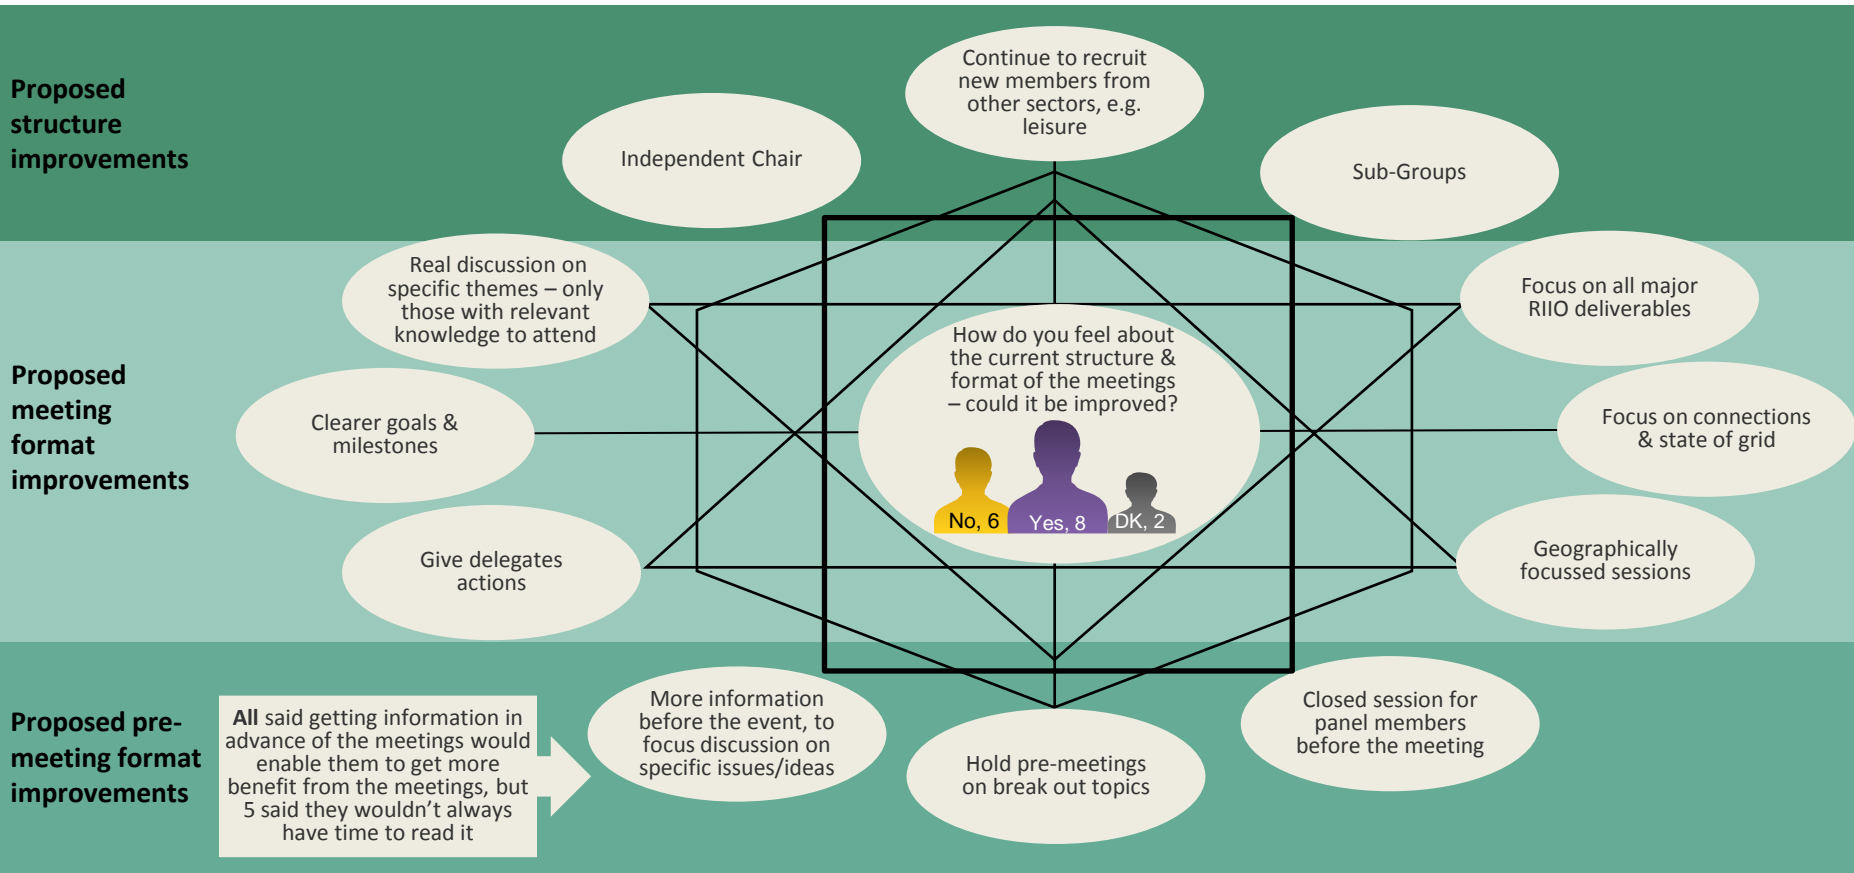 Proposed
structure
improvements
Continue to recruit
new members from
other sectors, e.g.
leisure
Independent Chair
Sub-Groups
Proposed
meeting
format
improvements
Real discussion on
specific themes – only
those with relevant
knowledge to attend
Focus on all major
RIIO deliverables
Clearer goals &
milestones
How do you feel about
the current structure &
format of the meetings
– could it be improved?
No, 6
Yes, 8
DK, 2
Focus on connections
& state of grid
Give delegates
actions
Geographically
focussed sessions
Proposed pre-
meeting format
improvements
All said getting information in
advance of the meetings would
enable them to get more
benefit from the meetings, but
5 said they wouldn't always
have time to read it
More information
before the event, to
focus discussion on
specific issues/ideas
Hold pre-meetings
on break out topics
Closed session for
panel members
before the meeting